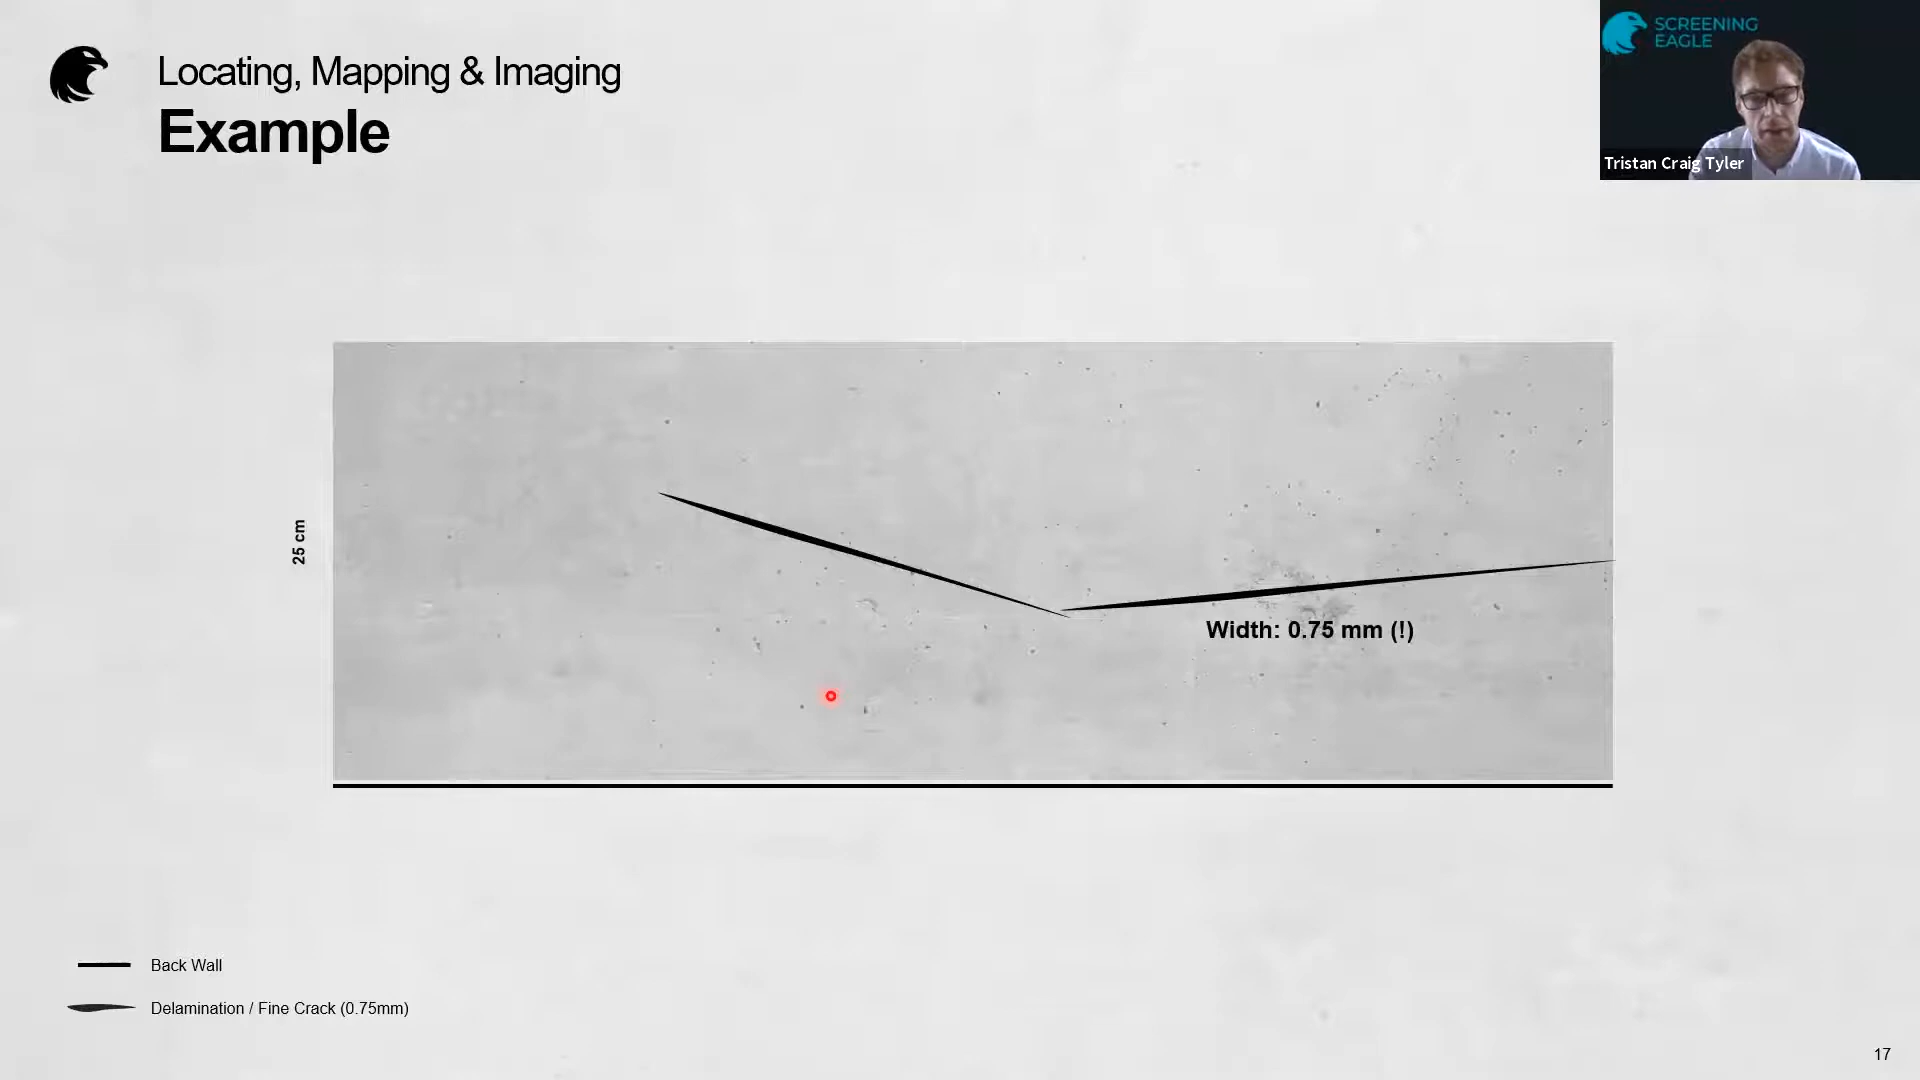 Locating, Mapping & Imaging
Example
SCREENING
EAGLE
Tristan Craig Tyler
25 cm
Width: 0.75 mm (!)
Back Wall
Delamination / Fine Crack (0.75mm)
17